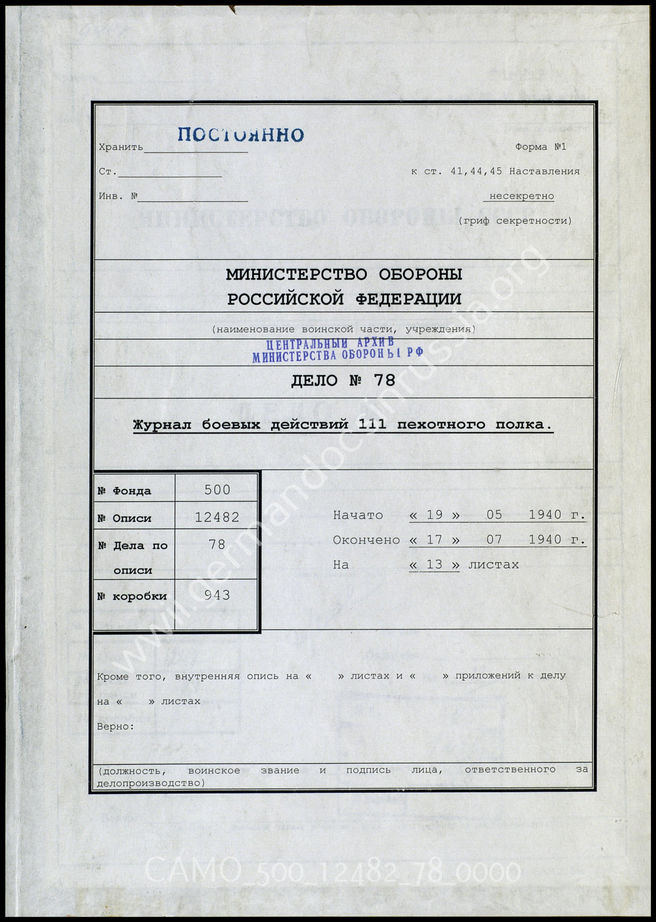 ПОСТОЯННО
Хранить
Форма №1
Ст.
к ст. 41,44,45 Наставления
Инв. №
несекретно
(гриф секретности)
МИНИСТЕРСТВО ОБОРОНЫ
РОССИЙСКОЙ ФЕДЕРАЦИИ
(наименование воинской части, учреждения)
ЦЕНТРАЛЬНЫЙ АРХИВ
МИНИСТЕРСТВА ОБОРОНЫ РФ
ДЕЛО № 78
Журнал боевых действий 111 пехотного полка.
№ Фонда 500
№ Описи 12482
№ Дела по описи 78
№ коробки 943
Начато « 19 » 05 1940 г.
Окончено « 17 » 07 1940 г.
На « 13 » листах
Кроме того, внутренняя опись на « » листах и « » приложений к делу
на « » листах
Верно:
(должность, воинское звание и подпись лица, ответственного за
делопроизводство)
www.germandocsinrussia.org
ЦАМО_500_12482_78_0000